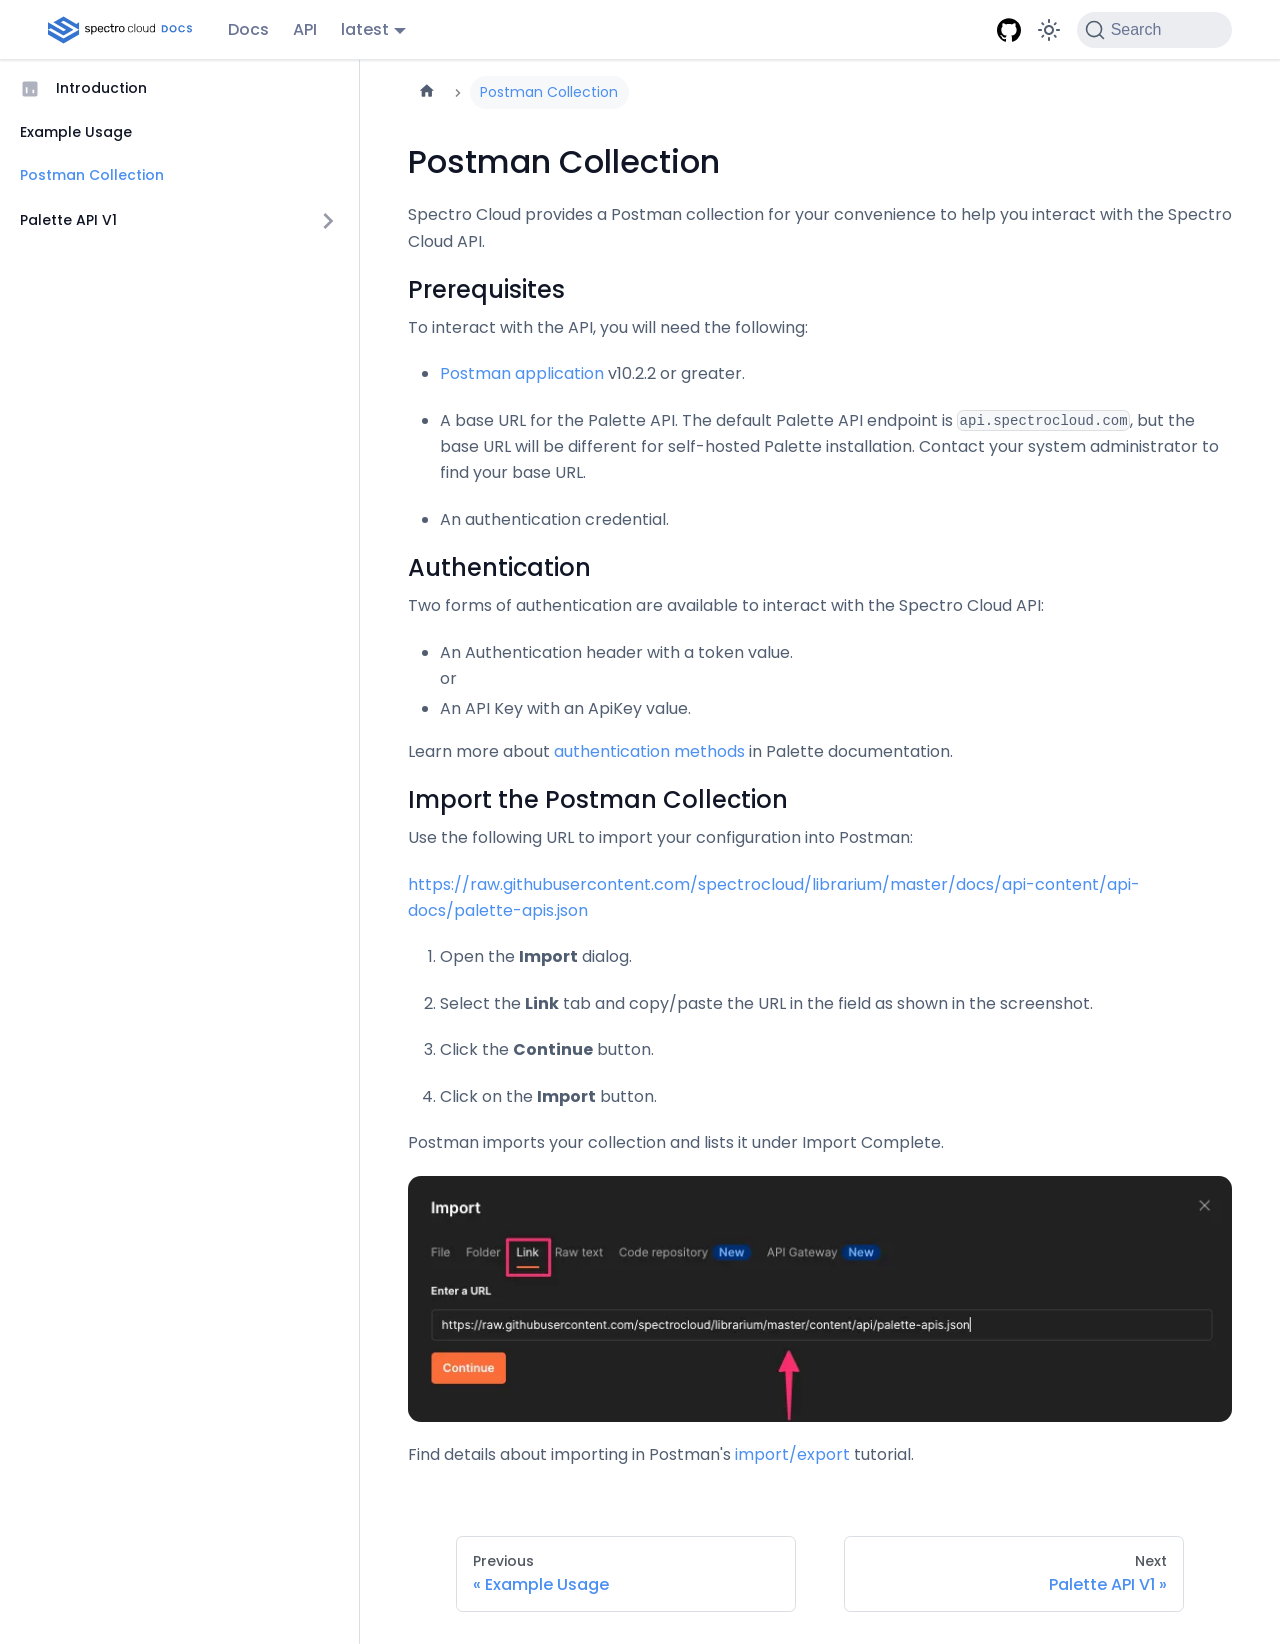 spectro cloud DOCS
Docs
API
latest
Search
Introduction
Example Usage
Postman Collection
Palette API V1
Postman Collection
Postman Collection
Spectro Cloud provides a Postman collection for your convenience to help you interact with the Spectro
Cloud API.
Prerequisites
To interact with the API, you will need the following:
Postman application v10.2.2 or greater.
A base URL for the Palette API. The default Palette API endpoint is api.spectrocloud.com, but the
base URL will be different for self-hosted Palette installation. Contact your system administrator to
find your base URL.
An authentication credential.
Authentication
Two forms of authentication are available to interact with the Spectro Cloud API:
An Authentication header with a token value.
or
An API Key with an ApiKey value.
Learn more about authentication methods in Palette documentation.
Import the Postman Collection
Use the following URL to import your configuration into Postman:
https://raw.githubusercontent.com/spectrocloud/librarium/master/docs/api-content/api-
docs/palette-apis.json
1. Open the Import dialog.
2. Select the Link tab and copy/paste the URL in the field as shown in the screenshot.
3. Click the Continue button.
4. Click on the Import button.
Postman imports your collection and lists it under Import Complete.
Import
File Folder Link Raw text Code repository New API Gateway New
Enter a URL
https://raw.githubusercontent.com/spectrocloud/librarium/master/content/api/palette-apis.json
Continue
Find details about importing in Postman's import/export tutorial.
Previous
« Example Usage
Next
Palette API V1 »